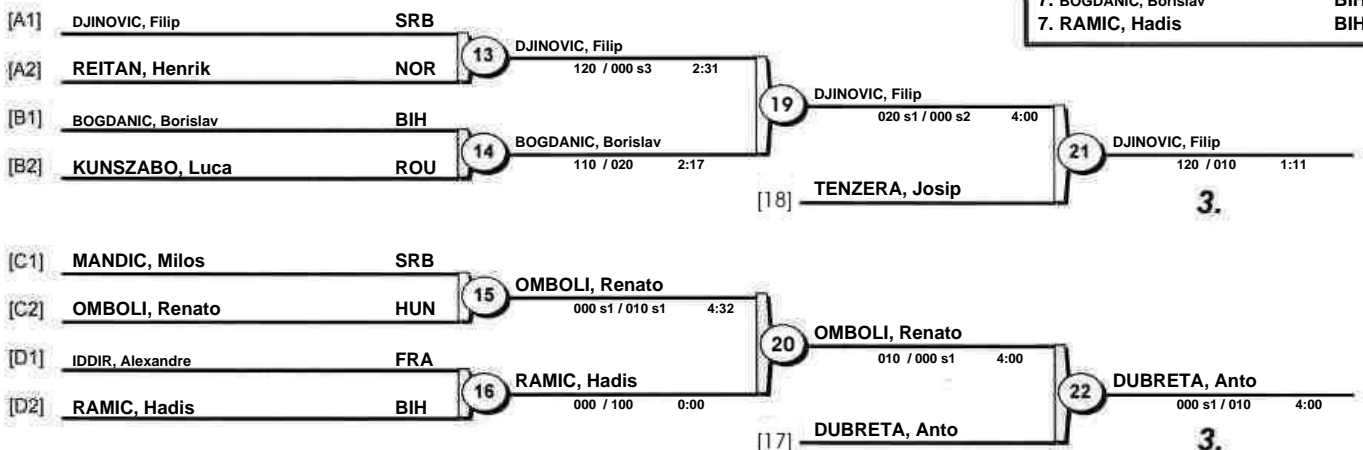 7. BOGDANIC, Borislav BIH
7. RAMIC, Hadis BIH
[A1] DJINOVIC, Filip SRB
13 DJINOVIC, Filip
120 / 000 s3 2:31
[A2] REITAN, Henrik NOR
19 DJINOVIC, Filip
020 s1 / 000 s2 4:00
[B1] BOGDANIC, Borislav BIH
14 BOGDANIC, Borislav
110 / 020 2:17
[B2] KUNSZABO, Luca ROU
21 DJINOVIC, Filip
120 / 010 1:11
[18] TENZERA, Josip
3.
[C1] MANDIC, Milos SRB
15 OMBOLI, Renato
000 s1 / 010 s1 4:32
[C2] OMBOLI, Renato HUN
20 OMBOLI, Renato
010 / 000 s1 4:00
[D1] IDDIR, Alexandre FRA
16 RAMIC, Hadis
000 / 100 0:00
[D2] RAMIC, Hadis BIH
22 DUBRETA, Anto
000 s1 / 010 4:00
[17] DUBRETA, Anto
3.